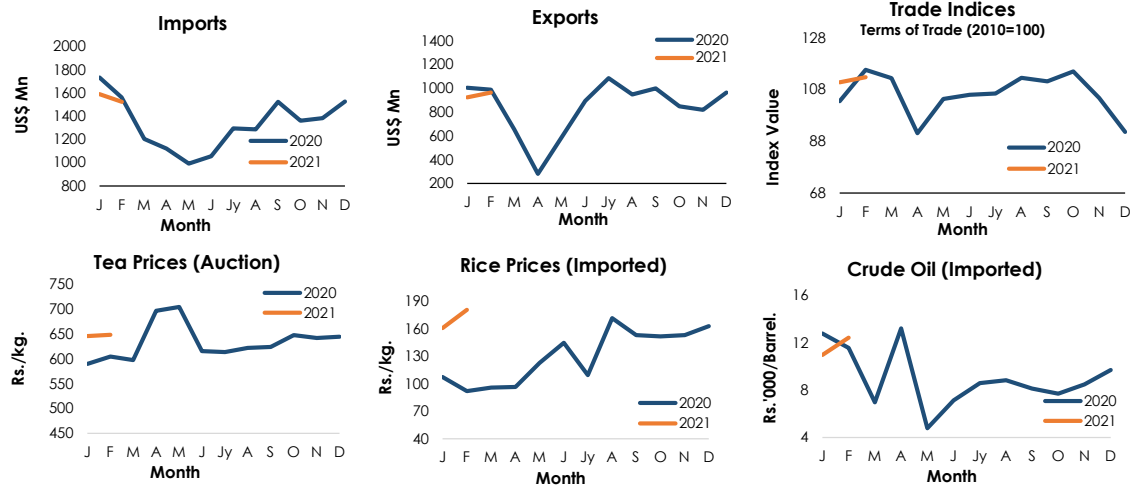 Imports
US$ Mn
2000
1800
1600
1400
1200
1000
800
2020
2021
J F M A M J Jy A S O N D
Month
Exports
US$ Mn
1400
1200
1000
800
600
400
200
2020
2021
J F M A M J Jy A S O N D
Month
Trade Indices
Terms of Trade (2010=100)
Index Value
128
108
88
68
2020
2021
J F M A M J Jy A S O N D
Month
Tea Prices (Auction)
Rs./kg.
750
700
650
600
550
500
450
2020
2021
J F M A M J Jy A S O N D
Month
Rice Prices (Imported)
Rs./kg.
190
160
130
100
70
40
2020
2021
J F M A M J Jy A S O N D
Month
Crude Oil (Imported)
Rs.'000/Barrel.
16
12
8
4
2020
2021
J F M A M J Jy A S O N D
Month